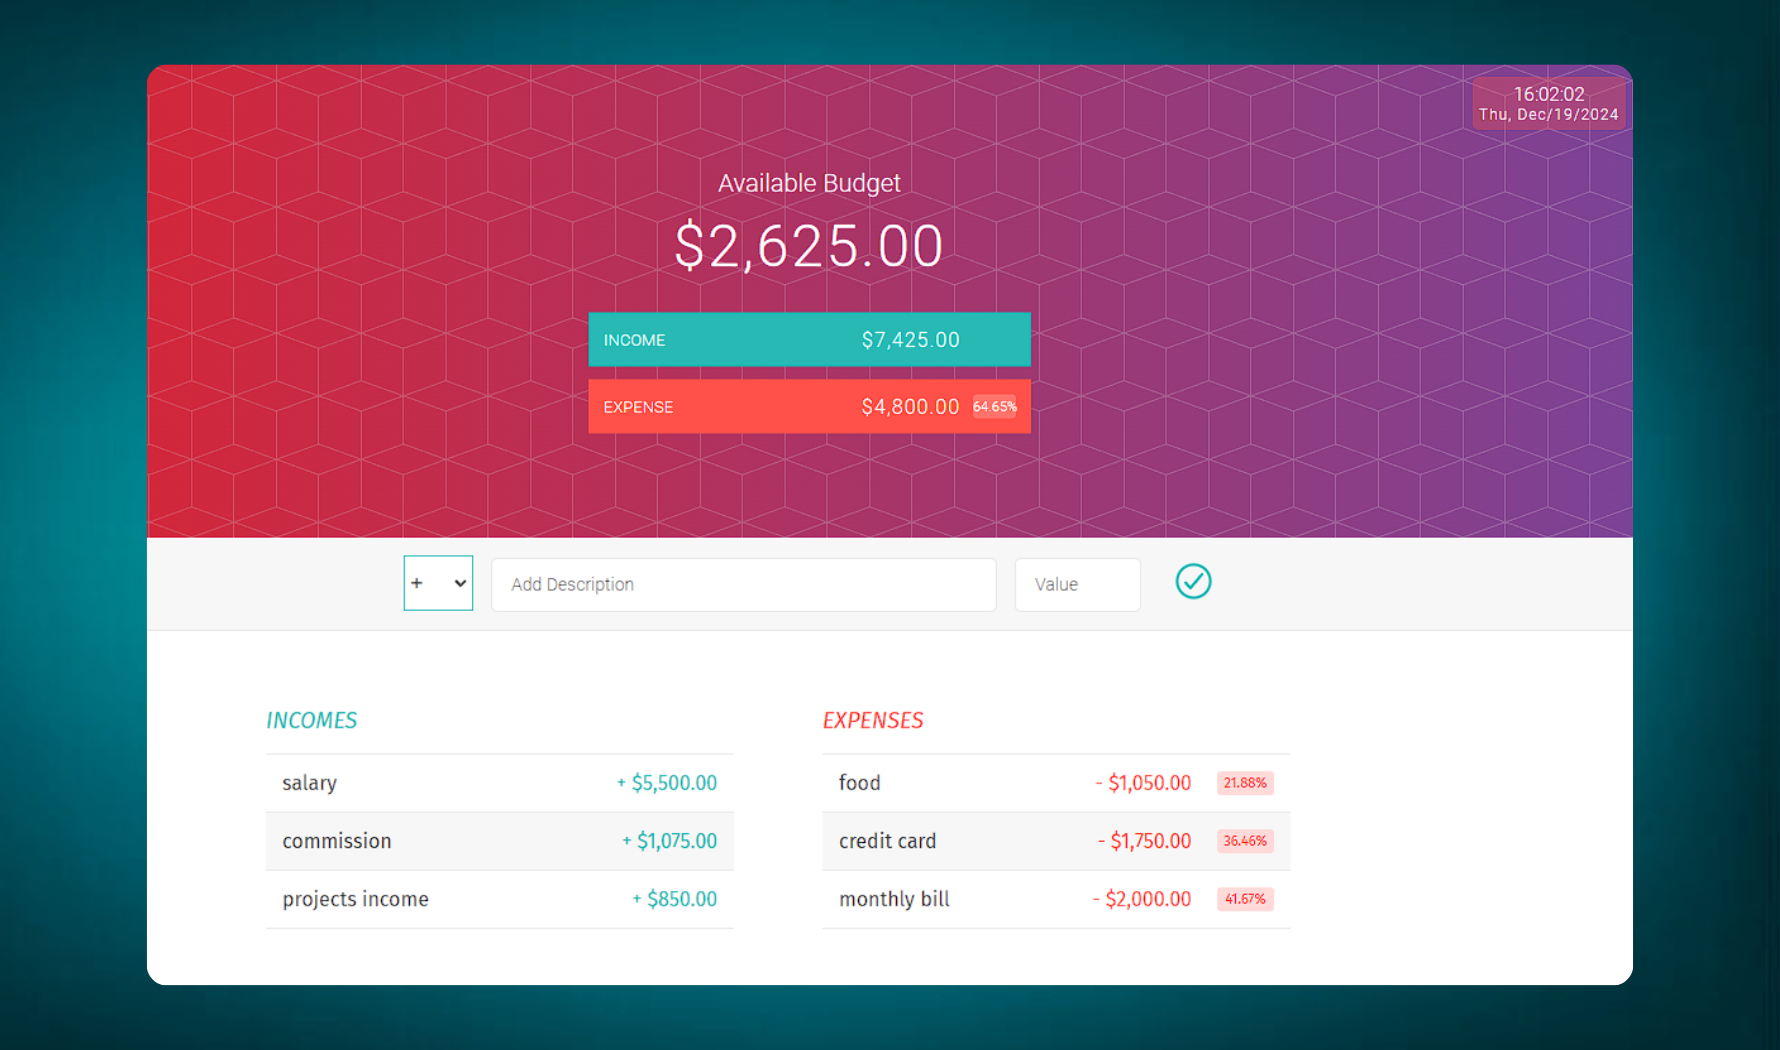 16:02:02
Thu, Dec/19/2024
Available Budget
$2,625.00
INCOME $7,425.00
EXPENSE $4,800.00 64.65%
+ Add Description Value
INCOMES
salary + $5,500.00
commission + $1,075.00
projects income + $850.00
EXPENSES
food - $1,050.00 21.88%
credit card - $1,750.00 36.46%
monthly bill - $2,000.00 41.67%